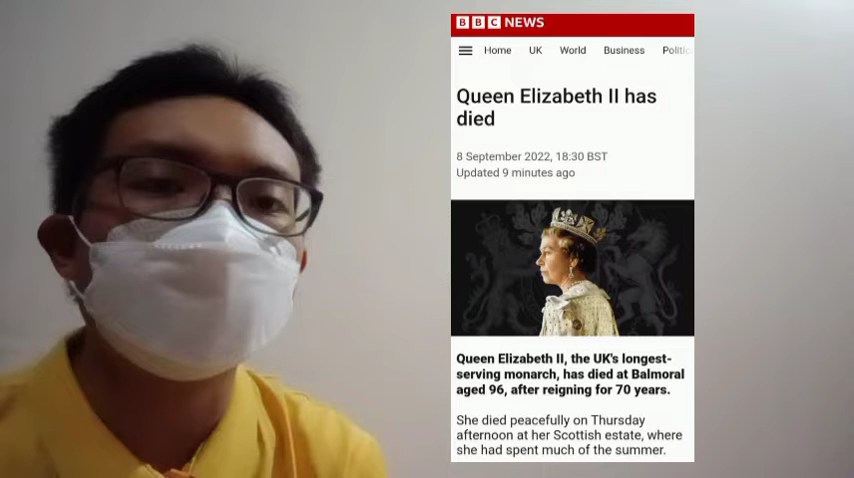 BBC NEWS
Home UK World Business Politic
Queen Elizabeth II has
died
8 September 2022, 18:30 BST
Updated 9 minutes ago
Queen Elizabeth II, the UK's longest-
serving monarch, has died at Balmoral
aged 96, after reigning for 70 years.
She died peacefully on Thursday
afternoon at her Scottish estate, where
she had spent much of the summer.